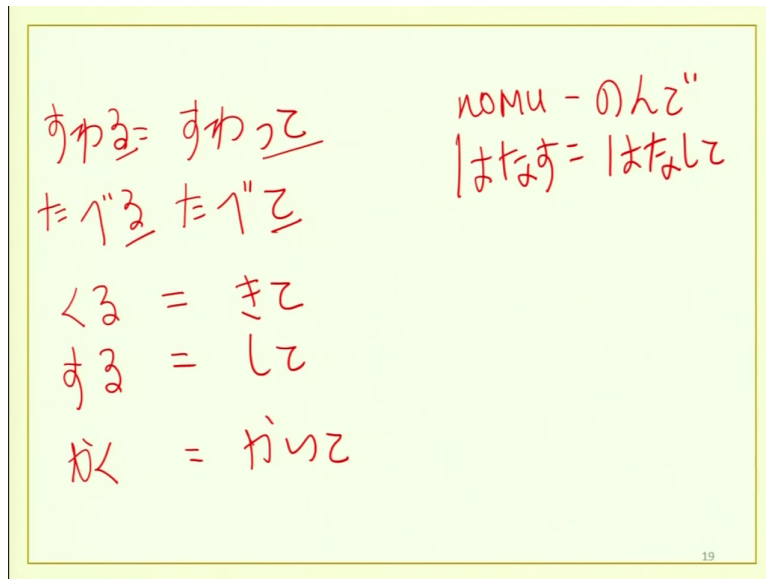 すわる= すわって
たべる たべて
くる = きて
する = して
かく = かいて
nomu - のんで
はなす= はなして
19